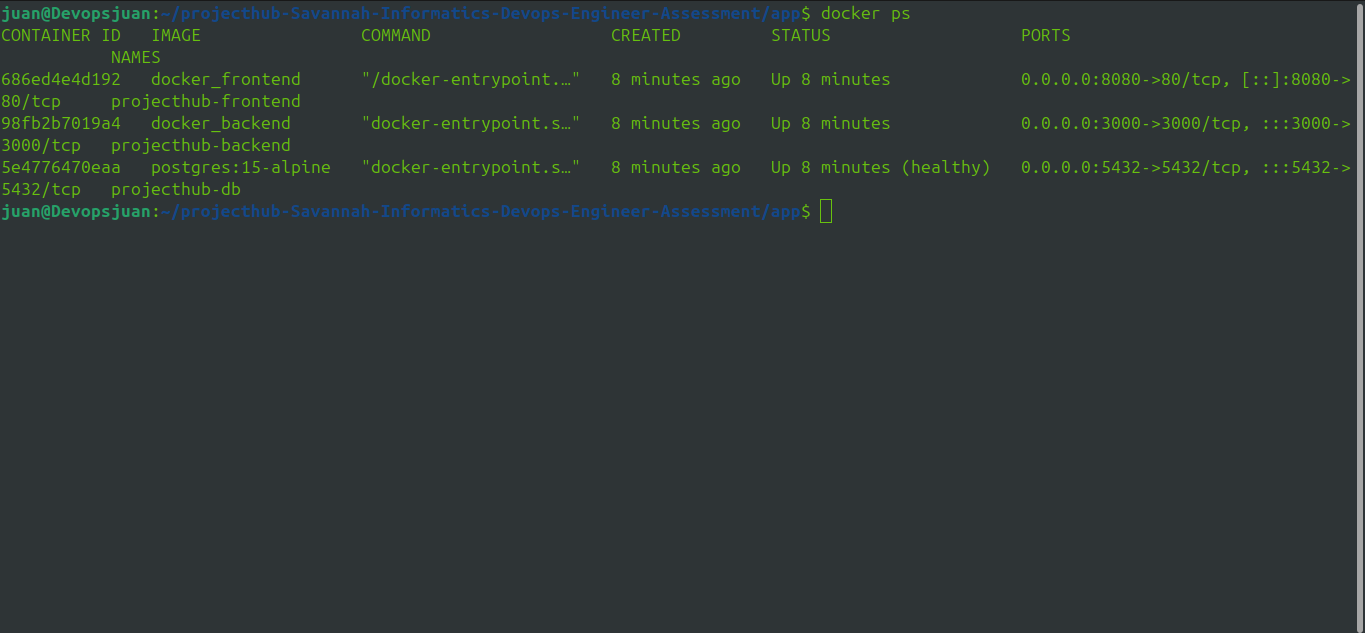 juan@Devopsjuan:~/projecthub-Savannah-Informatics-Devops-Engineer-Assessment/app$ docker ps
CONTAINER ID   IMAGE                COMMAND                  CREATED         STATUS                   PORTS
           NAMES
686ed4e4d192   docker_frontend      "/docker-entrypoint.…"   8 minutes ago   Up 8 minutes             0.0.0.0:8080->80/tcp, [::]:8080->
80/tcp     projecthub-frontend
98fb2b7019a4   docker_backend       "docker-entrypoint.s…"   8 minutes ago   Up 8 minutes             0.0.0.0:3000->3000/tcp, :::3000->
3000/tcp   projecthub-backend
5e4776470eaa   postgres:15-alpine   "docker-entrypoint.s…"   8 minutes ago   Up 8 minutes (healthy)   0.0.0.0:5432->5432/tcp, :::5432->
5432/tcp   projecthub-db
juan@Devopsjuan:~/projecthub-Savannah-Informatics-Devops-Engineer-Assessment/app$